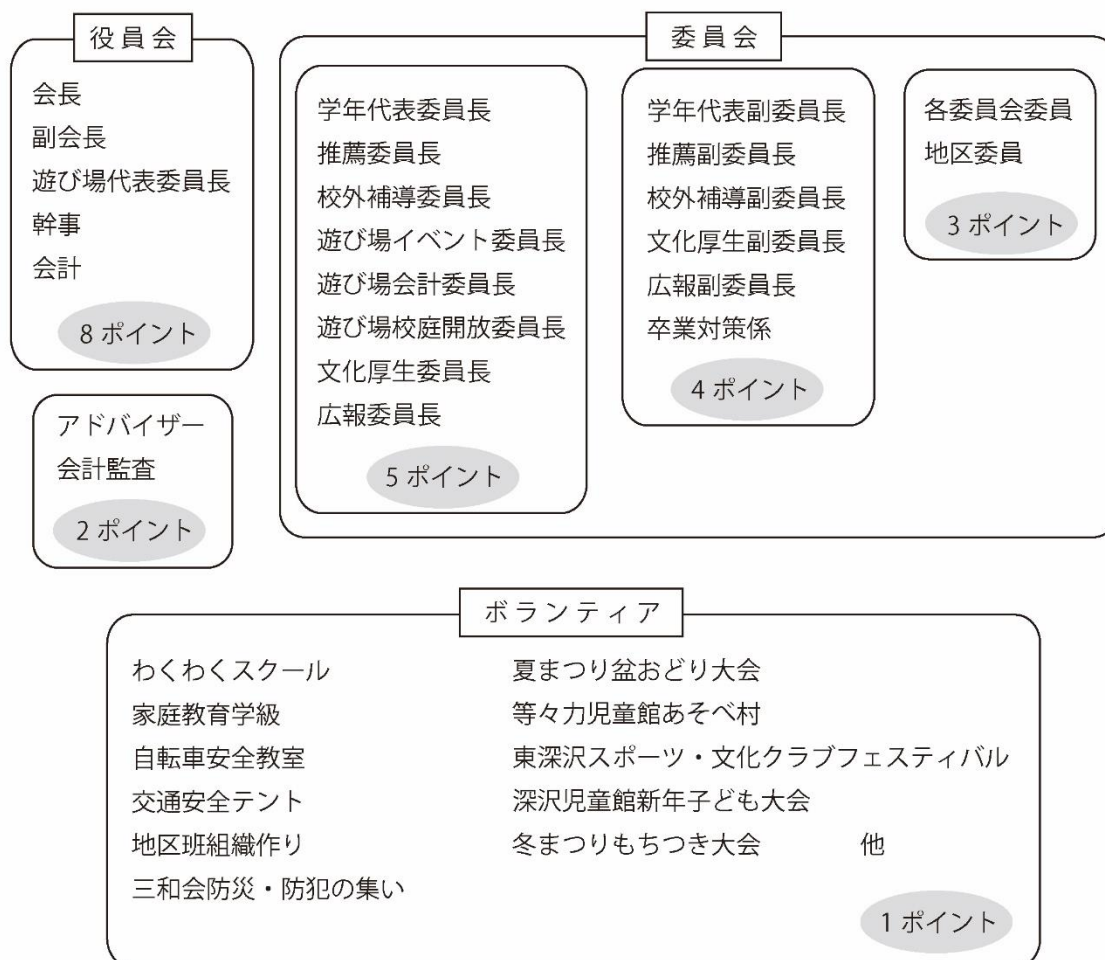 役員会
会長
副会長
遊び場代表委員長
幹事
会計
8 ポイント
アドバイザー
会計監査
2 ポイント
委員会
学年代表委員長
推薦委員長
校外補導委員長
遊び場イベント委員長
遊び場会計委員長
遊び場校庭開放委員長
文化厚生委員長
広報委員長
5 ポイント
学年代表副委員長
推薦副委員長
校外補導副委員長
文化厚生副委員長
広報副委員長
卒業対策係
4 ポイント
各委員会委員
地区委員
3 ポイント
ボランティア
わくわくスクール
家庭教育学級
自転車安全教室
交通安全テント
地区班組織作り
三和会防災・防犯の集い
夏まつり盆おどり大会
等々力児童館あそべ村
東深沢スポーツ・文化クラブフェスティバル
深沢児童館新年子ども大会
冬まつりもちつき大会 他
1 ポイント